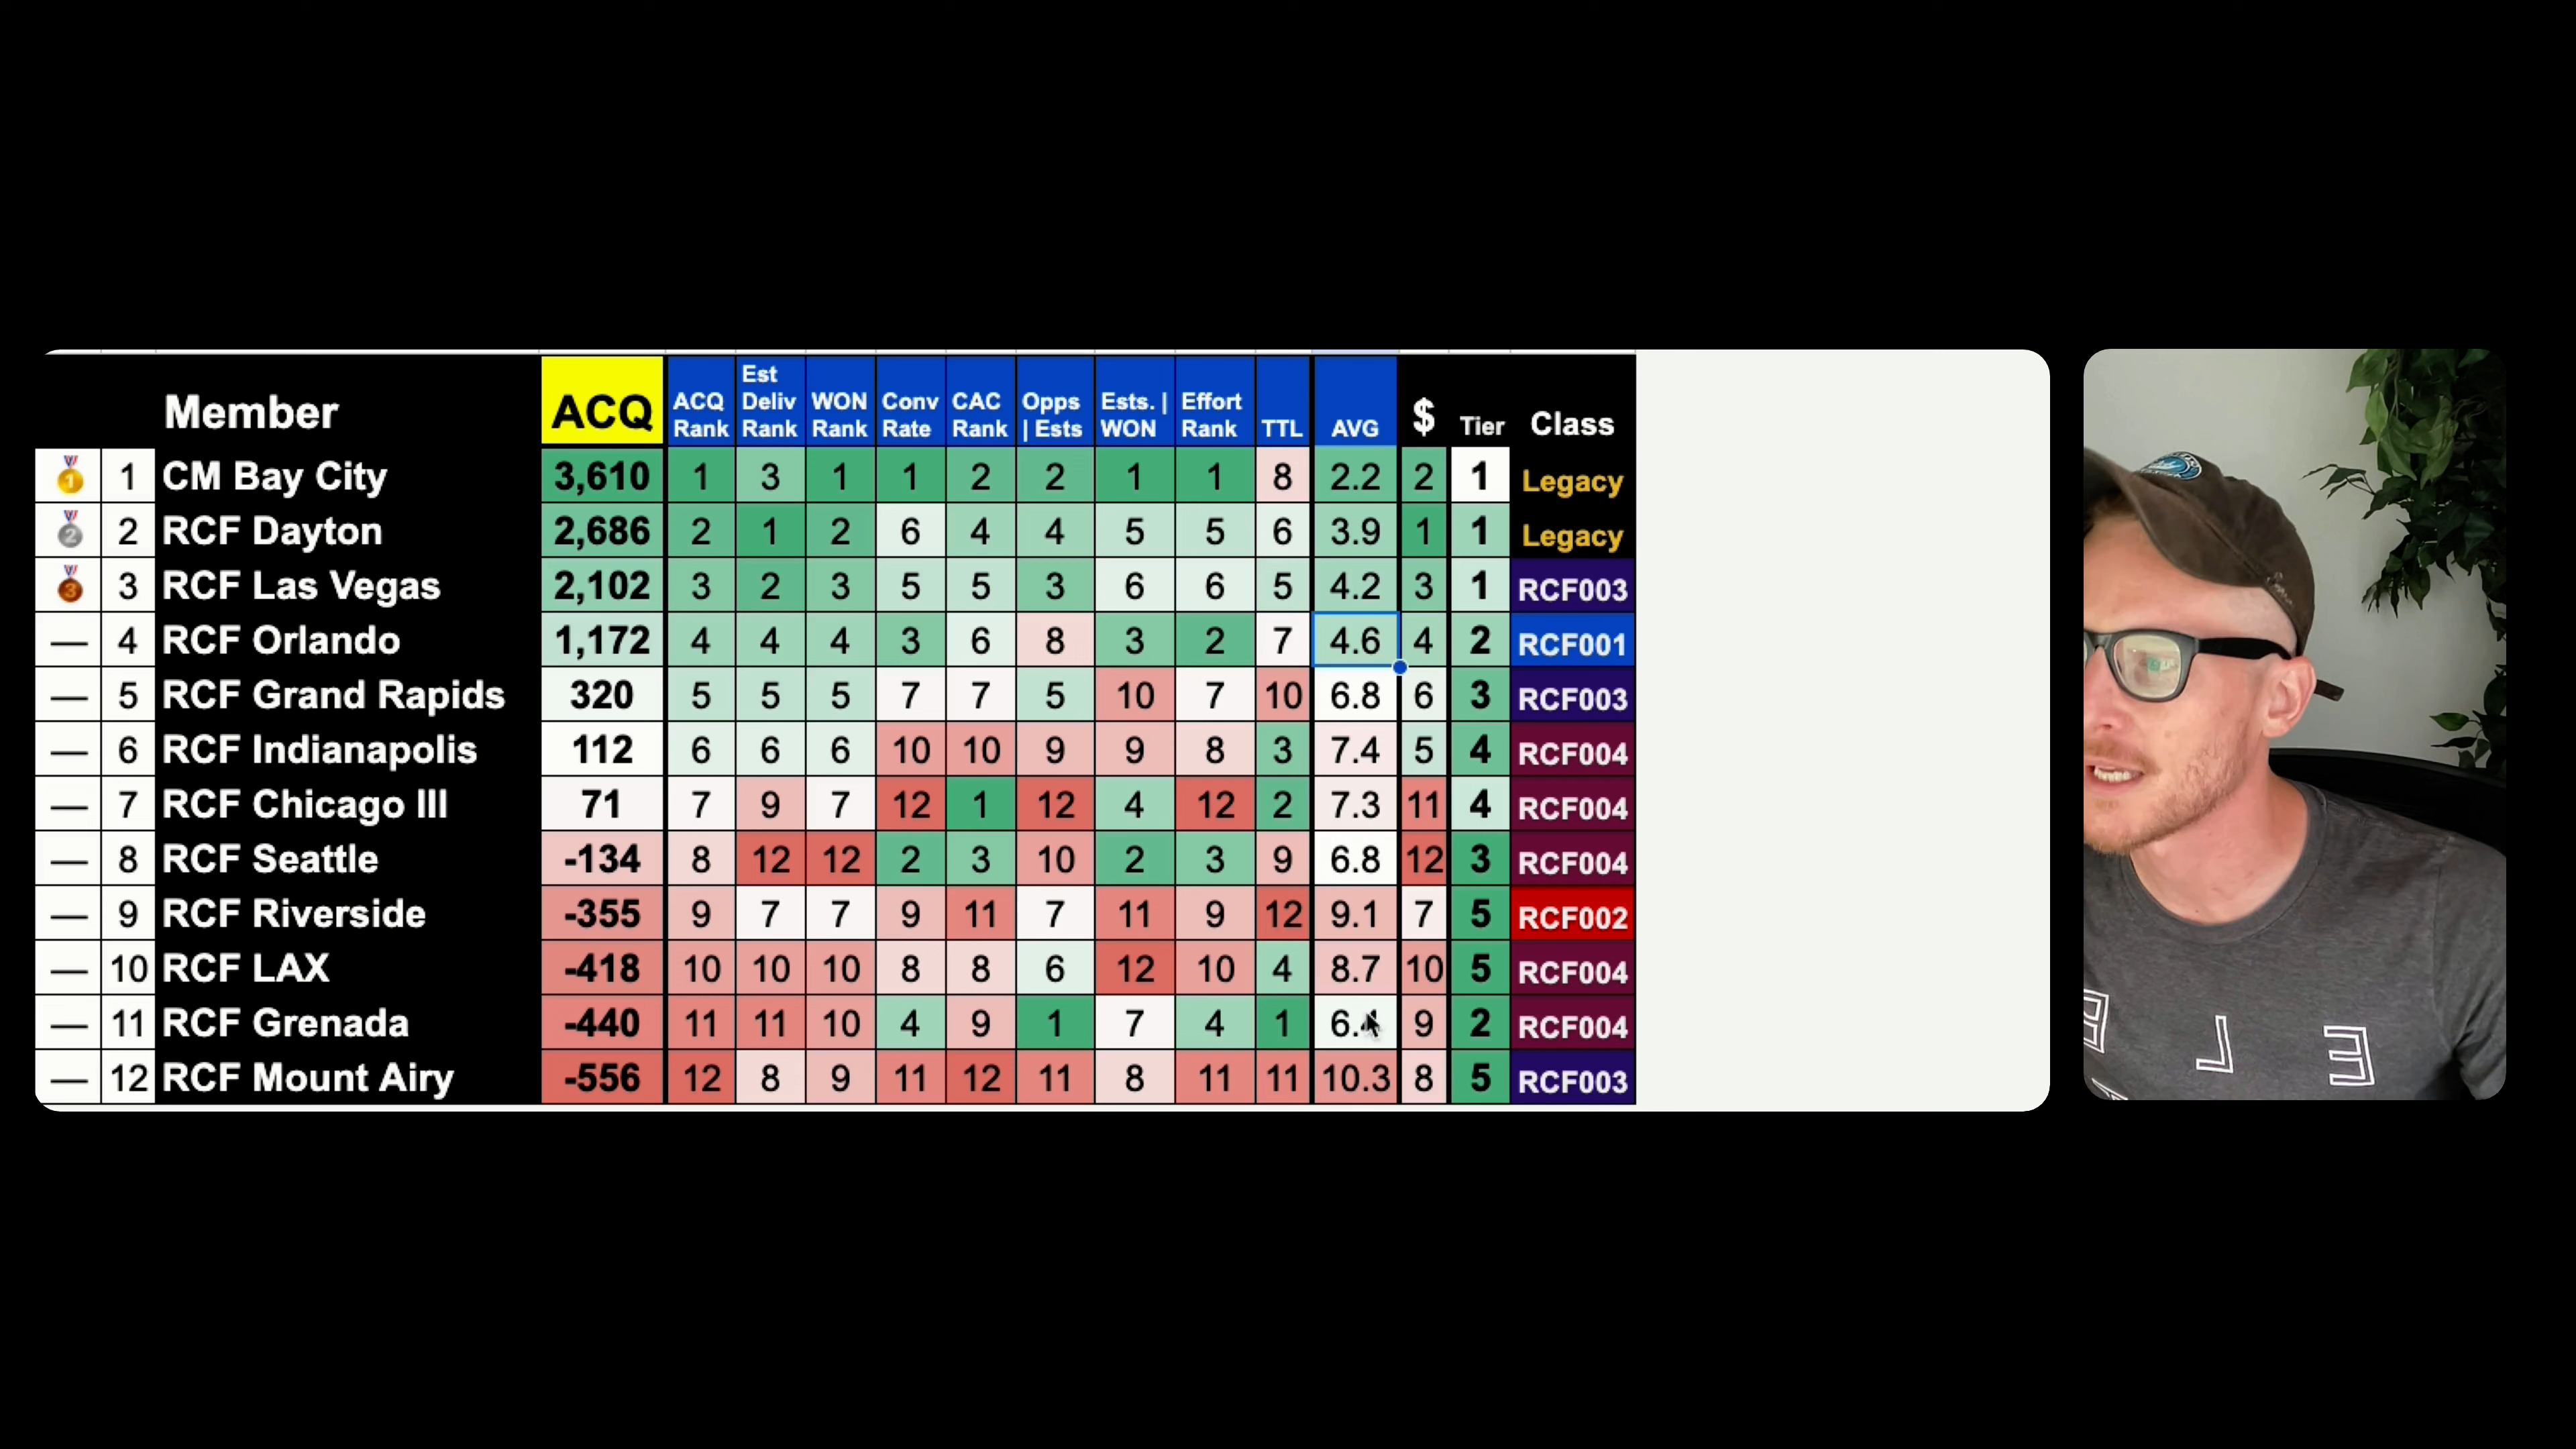 Member ACQ ACQ Rank Est Deliv Rank WON Rank Conv Rate CAC Rank Opps | Ests Ests. | WON Effort Rank TTL AVG $ Tier Class
1 1 CM Bay City 3,610 1 3 1 1 2 2 1 1 8 2.2 2 1 Legacy
2 2 RCF Dayton 2,686 2 1 2 6 4 4 5 5 6 3.9 1 1 Legacy
3 3 RCF Las Vegas 2,102 3 2 3 5 5 3 6 6 5 4.2 3 1 RCF003
— 4 RCF Orlando 1,172 4 4 4 3 6 8 3 2 7 4.6 4 2 RCF001
— 5 RCF Grand Rapids 320 5 5 5 7 7 5 10 7 10 6.8 6 3 RCF003
— 6 RCF Indianapolis 112 6 6 6 10 10 9 9 8 3 7.4 5 4 RCF004
— 7 RCF Chicago III 71 7 9 7 12 1 12 4 12 2 7.3 11 4 RCF004
— 8 RCF Seattle -134 8 12 12 2 3 10 2 3 9 6.8 12 3 RCF004
— 9 RCF Riverside -355 9 7 7 9 11 7 11 9 12 9.1 7 5 RCF002
— 10 RCF LAX -418 10 10 10 8 8 6 12 10 4 8.7 10 5 RCF004
— 11 RCF Grenada -440 11 11 10 4 9 1 7 4 1 6.4 9 2 RCF004
— 12 RCF Mount Airy -556 12 8 9 11 12 11 8 11 11 10.3 8 5 RCF003